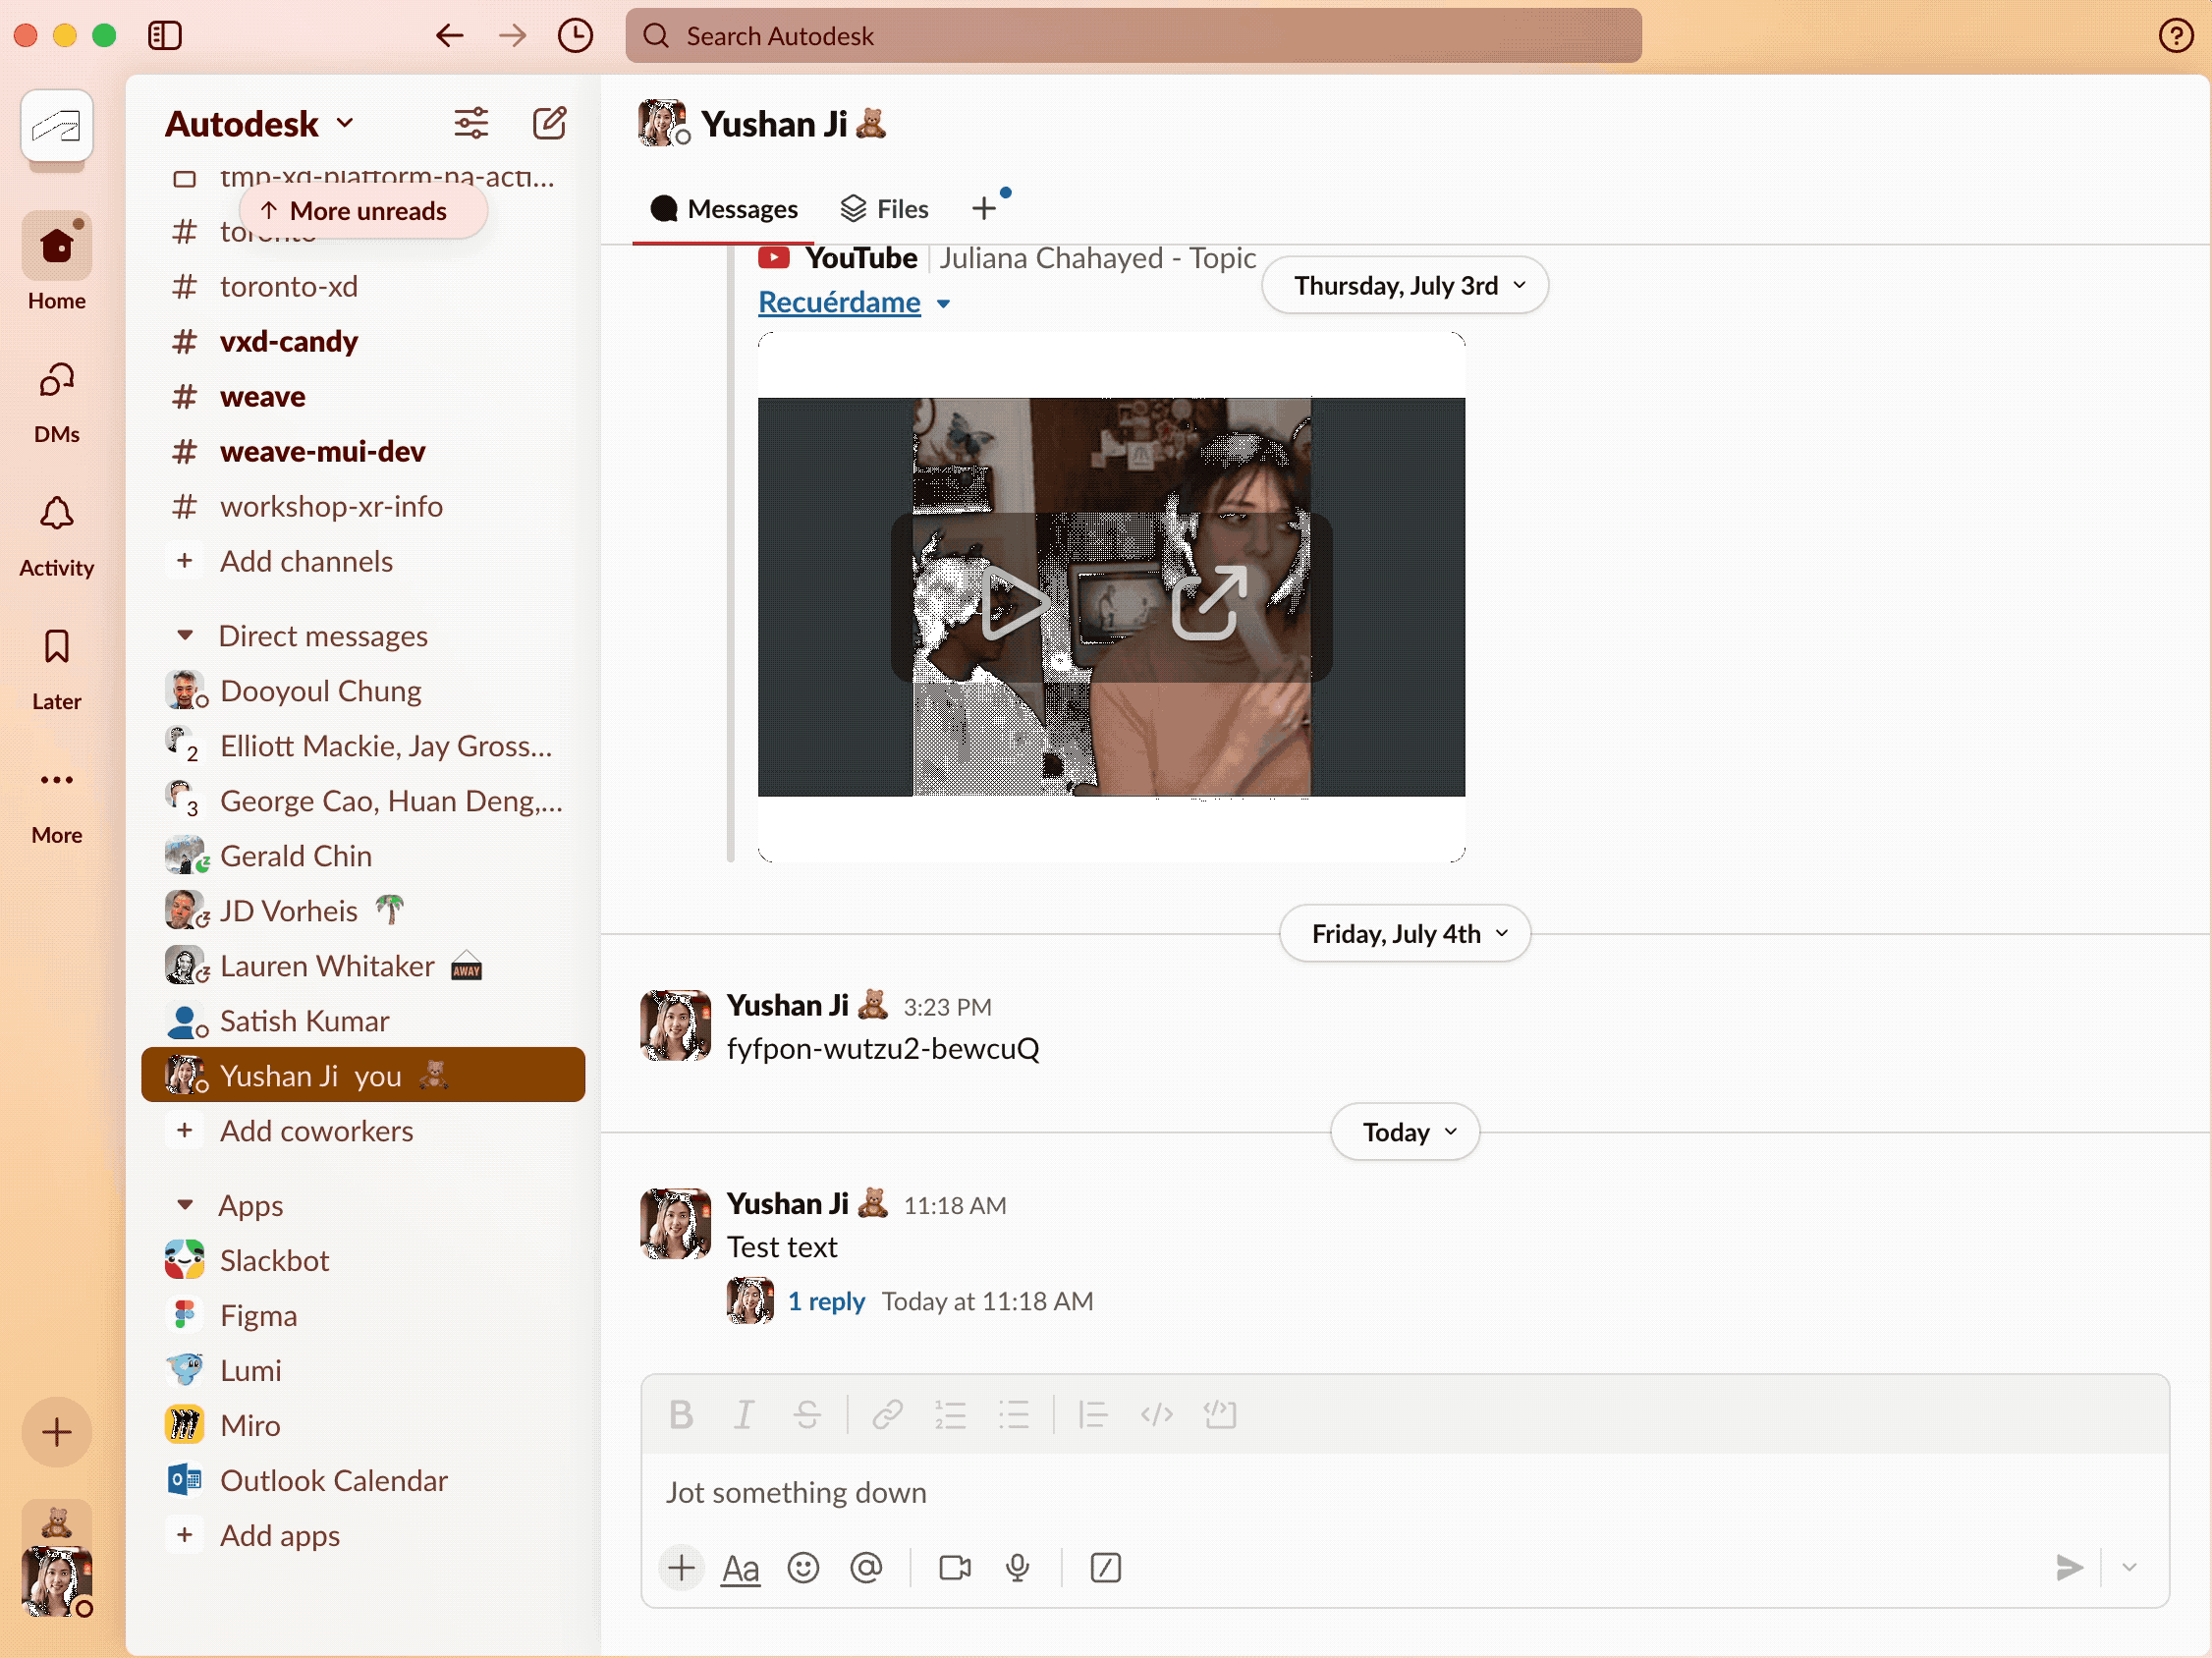 Search Autodesk
Autodesk
Home
DMs
Activity
Later
More
tmp-xd-platform-na-acti...
More unreads
toronto
toronto-xd
vxd-candy
weave
weave-mui-dev
workshop-xr-info
Add channels
Direct messages
Dooyoul Chung
2 Elliott Mackie, Jay Gross...
3 George Cao, Huan Deng,...
Gerald Chin
JD Vorheis
Lauren Whitaker AWAY
Satish Kumar
Yushan Ji you
Add coworkers
Apps
Slackbot
Figma
Lumi
Miro
Outlook Calendar
Add apps
Yushan Ji
Messages Files
YouTube Juliana Chahayed - Topic
Thursday, July 3rd
Recuérdame
Friday, July 4th
Yushan Ji 3:23 PM
fyfpon-wutzu2-bewcuQ
Today
Yushan Ji 11:18 AM
Test text
1 reply Today at 11:18 AM
Jot something down
Aa